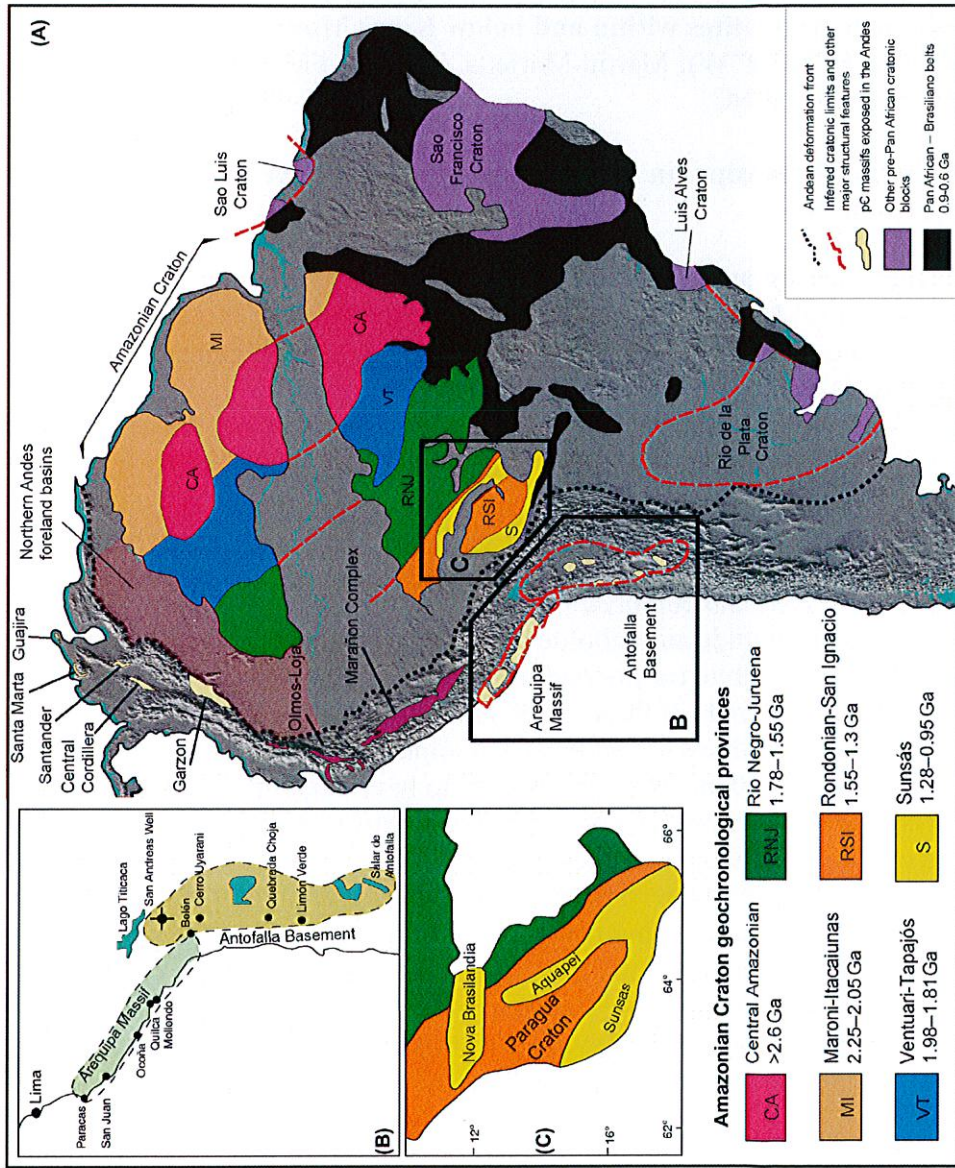 (A)
Santa Marta
Guajira
Santander
Central
Cordillera
Garzon
Northern Andes
foreland basins
Amazonian Craton
Sao Luis
Craton
MI
CA
CA
VT
RNJ
RSI
S
C
Sao
Francisco
Craton
Luis Alves
Craton
Rio de la
Plata
Craton
Olmos-Loja
Marañon Complex
Arequipa
Massif
Antofalla
Basement
B
Andean deformation front
Inferred cratonic limits and other
major structural features
pЄ massifs exposed in the Andes
Other pre-Pan African cratonic
blocks
Pan African – Brasiliano belts
0.9–0.6 Ga
(B)
Lima
Paracas
San Juan
Ocoña
Quilca
Mollendo
Arequipa Massif
Lago Titicaca
San Andreas Well
Belén
Cerro Uyarani
Quebreda Choja
Limón Verde
Salar de
Antofalla
Antofalla Basement
(C)
12°
16°
62°
64°
66°
Nova Brasilandia
Aquapei
Paragua
Craton
Sunsas
Amazonian Craton geochronological provinces
CA
Central Amazonian
>2.6 Ga
MI
Maroni-Itacaiunas
2.25–2.05 Ga
VT
Ventuari-Tapajós
1.98–1.81 Ga
RNJ
Rio Negro-Juruena
1.78–1.55 Ga
RSI
Rondonian-San Ignacio
1.55–1.3 Ga
S
Sunsás
1.28–0.95 Ga